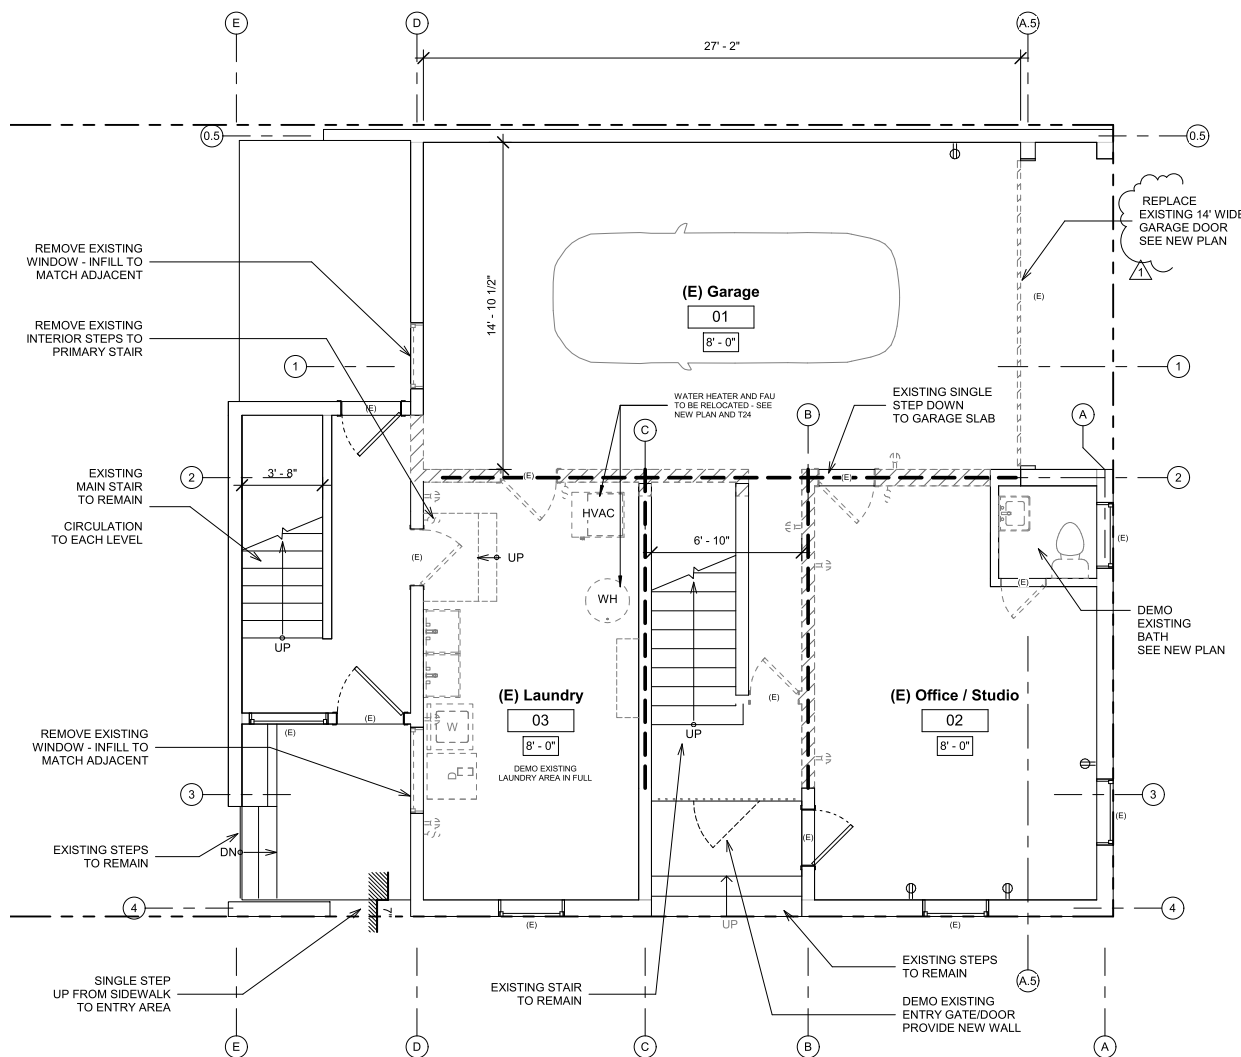 E
D
A.5
27' - 2"
0.5
0.5
REPLACE
EXISTING 14' WIDE
GARAGE DOOR
SEE NEW PLAN
1
REMOVE EXISTING
WINDOW - INFILL TO
MATCH ADJACENT
(E) Garage
01
8' - 0"
(E)
14' - 10 1/2"
REMOVE EXISTING
INTERIOR STEPS TO
PRIMARY STAIR
1
1
WATER HEATER AND FAU
TO BE RELOCATED - SEE
NEW PLAN AND T24
EXISTING SINGLE
STEP DOWN
TO GARAGE SLAB
(E)
C
B
A
EXISTING
MAIN STAIR
TO REMAIN
CIRCULATION
TO EACH LEVEL
2
3' - 8"
(E)
(E)
2
HVAC
6' - 10"
(E)
UP
(E)
(E)
WH
UP
DEMO
EXISTING
BATH
SEE NEW PLAN
(E) Laundry
03
8' - 0"
DEMO EXISTING
LAUNDRY AREA IN FULL
(E)
(E) Office / Studio
02
8' - 0"
(E)
(E)
W
D
UP
REMOVE EXISTING
WINDOW - INFILL TO
MATCH ADJACENT
3
3
(E)
(E)
EXISTING STEPS
TO REMAIN
DN
4
7"
4
(E)
UP
(E)
SINGLE STEP
UP FROM SIDEWALK
TO ENTRY AREA
EXISTING STAIR
TO REMAIN
EXISTING STEPS
TO REMAIN
A.5
DEMO EXISTING
ENTRY GATE/DOOR
PROVIDE NEW WALL
E
D
C
B
A